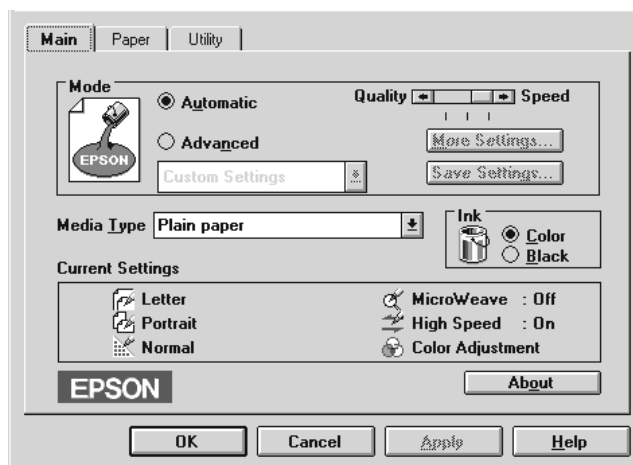 Main Paper Utility
Mode
Automatic
Quality Speed
Advanced
More Settings...
EPSON
Custom Settings
Save Settings...
Media Type Plain paper
Ink
Color
Black
Current Settings
Letter MicroWeave : Off
Portrait High Speed : On
Normal Color Adjustment
EPSON About
OK Cancel Apply Help